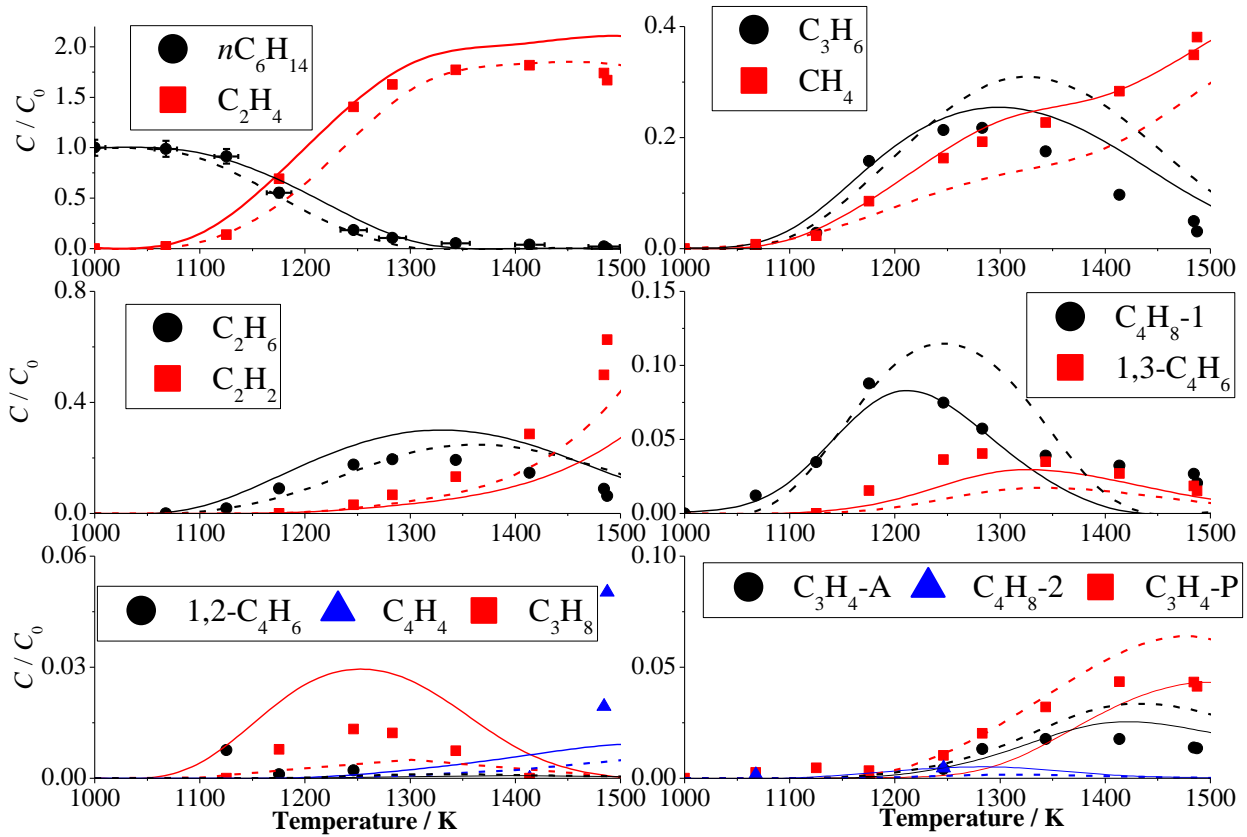 C / C₀
2.0
1.5
1.0
0.5
0.0
nC₆H₁₄
C₂H₄
1000 1100 1200 1300 1400 1500
0.4
0.2
0.0
C₃H₆
CH₄
1000 1100 1200 1300 1400 1500
C / C₀
0.8
0.4
0.0
C₂H₆
C₂H₂
1000 1100 1200 1300 1400 1500
0.15
0.10
0.05
0.00
C₄H₈-1
1,3-C₄H₆
1000 1100 1200 1300 1400 1500
C / C₀
0.06
0.03
0.00
1,2-C₄H₆ C₄H₄ C₃H₈
1000 1100 1200 1300 1400 1500
Temperature / K
0.10
0.05
0.00
C₃H₄-A C₄H₈-2 C₃H₄-P
1000 1100 1200 1300 1400 1500
Temperature / K